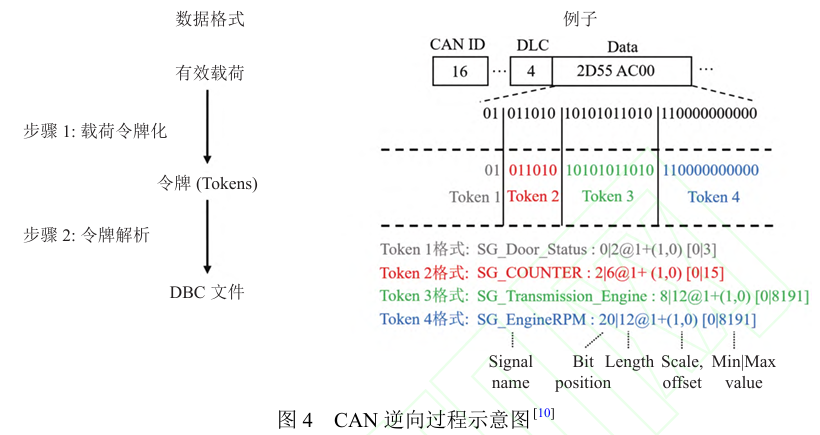 数据格式
例子
CAN ID DLC Data
16 ··· 4 2D55 AC00 ···
有效载荷
步骤 1: 载荷令牌化
01 011010 10101011010 110000000000
令牌 (Tokens)
01 011010 10101011010 110000000000
Token 1 Token 2 Token 3 Token 4
步骤 2: 令牌解析
DBC 文件
Token 1格式: SG_Door_Status : 0|2@1+(1,0) [0|3]
Token 2格式: SG_COUNTER : 2|6@1+ (1,0) [0|15]
Token 3格式: SG_Transmission_Engine : 8|12@1+(1,0) [0|8191]
Token 4格式: SG_EngineRPM : 20|12@1+(1,0) [0|8191]
Signal name
Bit position
Length
Scale, offset
Min|Max value
图 4 CAN 逆向过程示意图[10]